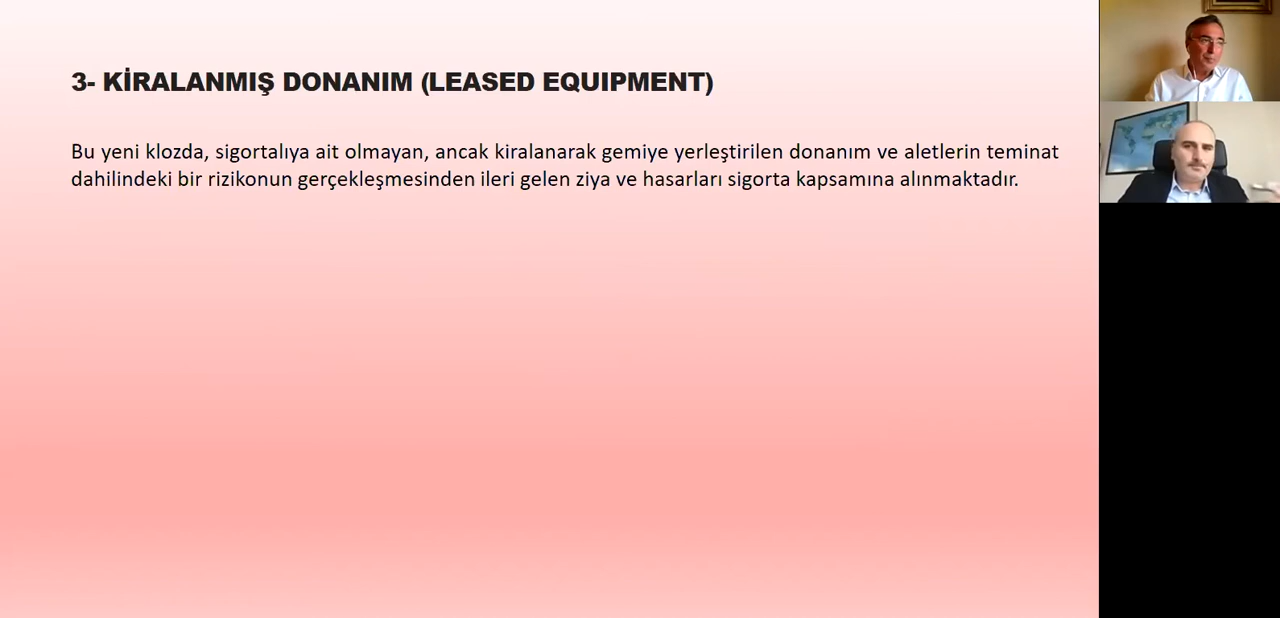 3- KİRALANMIŞ DONANIM (LEASED EQUIPMENT)
Bu yeni klozda, sigortalıya ait olmayan, ancak kiralanarak gemiye yerleştirilen donanım ve aletlerin teminat
dahilindeki bir rizikonun gerçekleşmesinden ileri gelen ziya ve hasarları sigorta kapsamına alınmaktadır.